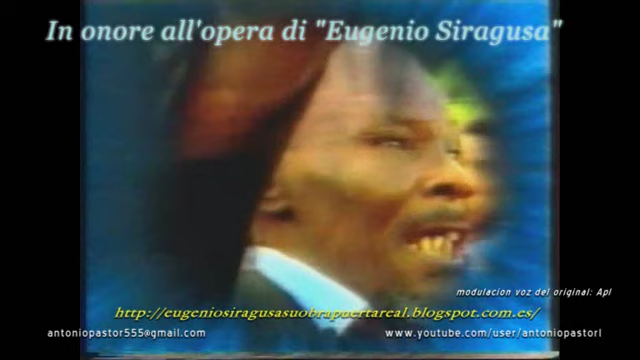 In onore all'opera di "Eugenio Siragusa"
modulacion voz del original: Apl
http://eugeniosiragusasuobrapuertareal.blogspot.com.es/
antoniopastor555@gmail.com
www.youtube.com/user/antoniopastorl